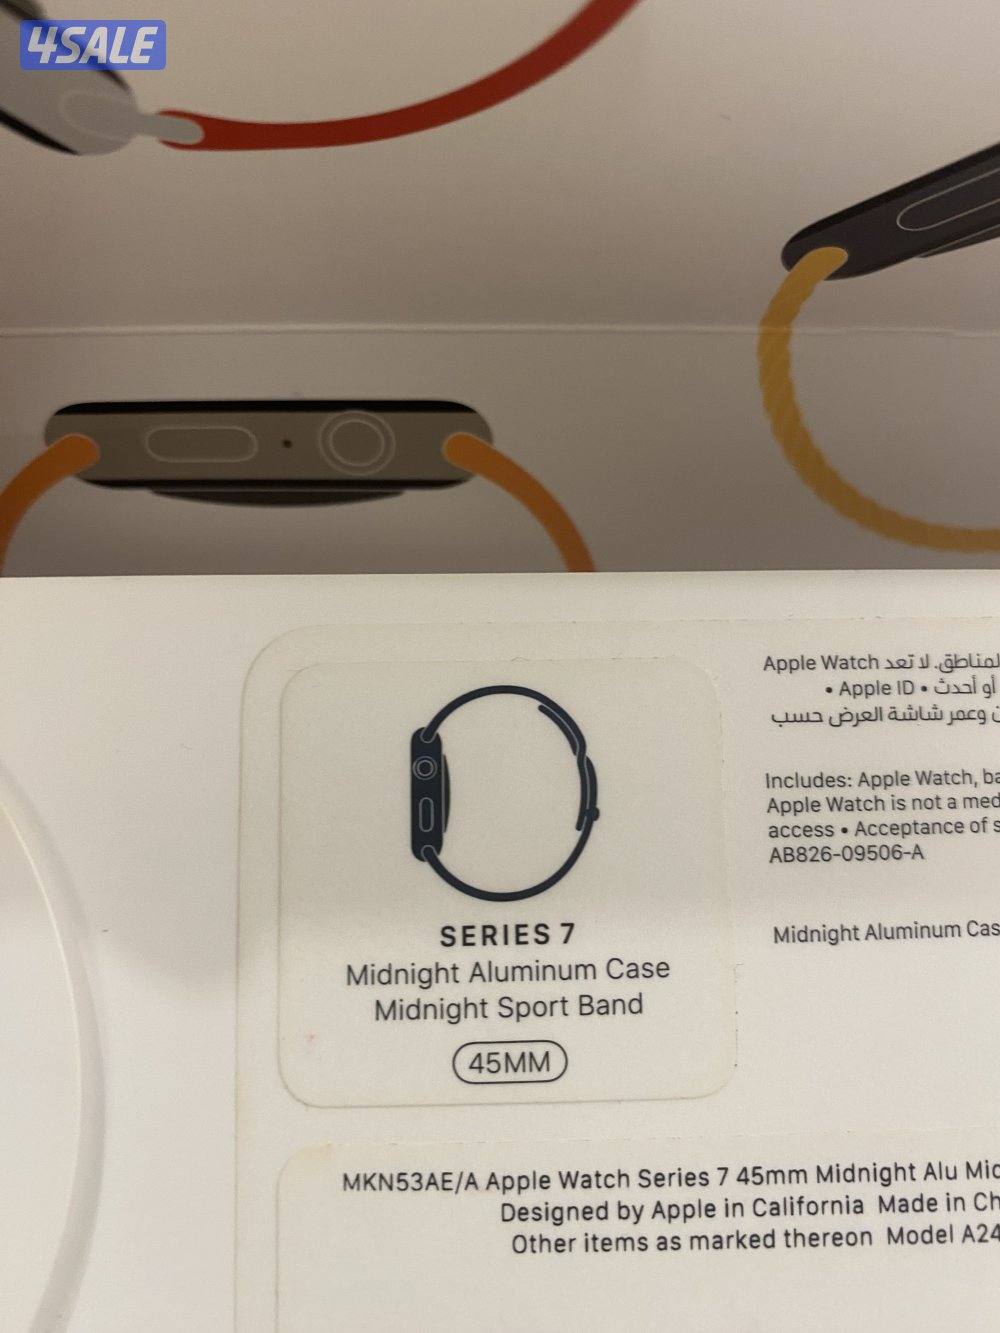 4SALE
لمناطق. لا تعد Apple Watch
أو أحدث • Apple ID •
وعمر شاشة العرض حسب
Includes: Apple Watch, ba
Apple Watch is not a med
access • Acceptance of s
AB826-09506-A
Midnight Aluminum Cas
SERIES 7
Midnight Aluminum Case
Midnight Sport Band
45MM
MKN53AE/A Apple Watch Series 7 45mm Midnight Alu Mid
Designed by Apple in California Made in Ch
Other items as marked thereon Model A24